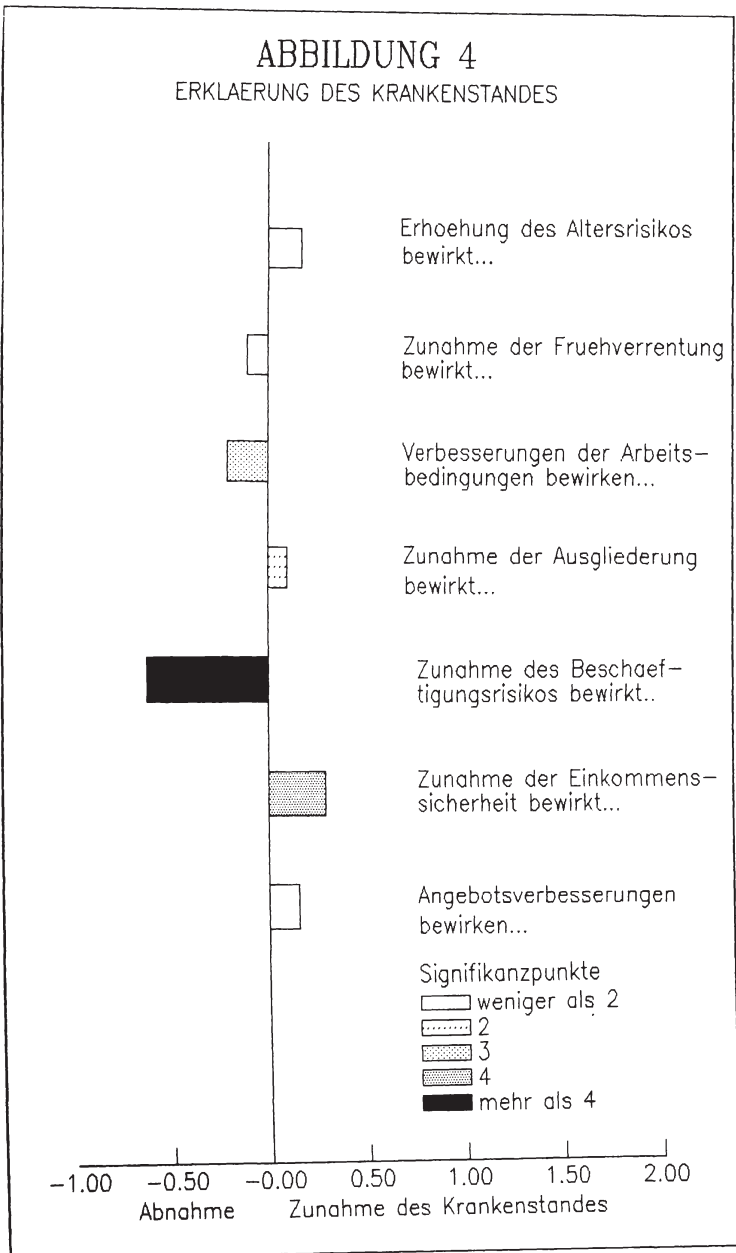 ABBILDUNG 4
ERKLAERUNG DES KRANKENSTANDES
Erhoehung des Altersrisikos
bewirkt...
Zunahme der Fruehverrentung
bewirkt...
Verbesserungen der Arbeits-
bedingungen bewirken...
Zunahme der Ausgliederung
bewirkt...
Zunahme des Beschaef-
tigungsrisikos bewirkt..
Zunahme der Einkommens-
sicherheit bewirkt...
Angebotsverbesserungen
bewirken...
Signifikanzpunkte
weniger als 2
2
3
4
mehr als 4
-1.00 -0.50 -0.00 0.50 1.00 1.50 2.00
Abnahme Zunahme des Krankenstandes